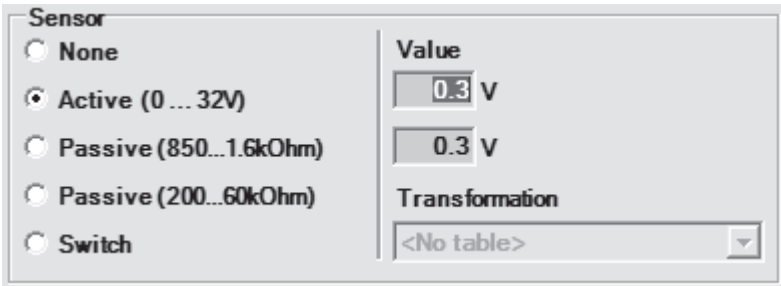 Sensor
None
Active (0 ... 32V)
Passive (850...1.6kOhm)
Passive (200...60kOhm)
Switch
Value
0.3 V
0.3 V
Transformation
<No table>